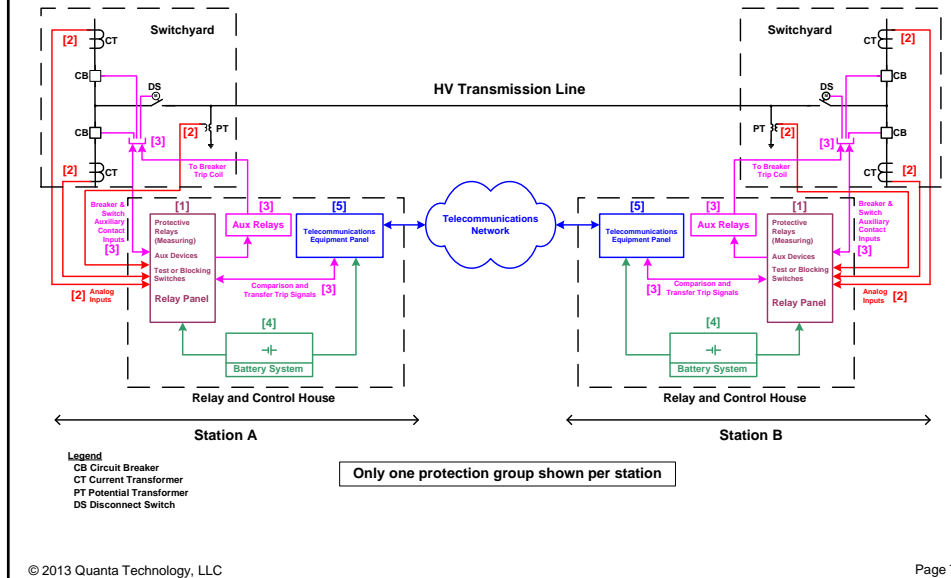 Switchyard
[2]
CT
CB
DS
CB
[2]
PT
[3]
[2]
CT
To Breaker
Trip Coil
Breaker &
Switch
Auxiliary
Contact
Inputs
[3]
[2] Analog
Inputs
[1]
Protective
Relays
(Measuring)
Aux Devices
Test or Blocking
Switches
Relay Panel
[3]
Aux Relays
[5]
Telecommunications
Equipment Panel
Comparison and
Transfer Trip Signals
[3]
[4]
Battery System
Relay and Control House
Station A
HV Transmission Line
Telecommunications
Network
Switchyard
CT
[2]
CB
DS
PT
[2]
CB
[3]
CT
[2]
To Breaker
Trip Coil
[5]
Telecommunications
Equipment Panel
[3]
Aux Relays
[1]
Protective
Relays
(Measuring)
Aux Devices
Test or Blocking
Switches
Relay Panel
Breaker &
Switch
Auxiliary
Contact
Inputs
[3]
Analog
Inputs
[2]
Comparison and
Transfer Trip Signals
[3]
[4]
Battery System
Relay and Control House
Station B
Legend
CB Circuit Breaker
CT Current Transformer
PT Potential Transformer
DS Disconnect Switch
Only one protection group shown per station
© 2013 Quanta Technology, LLC
Page